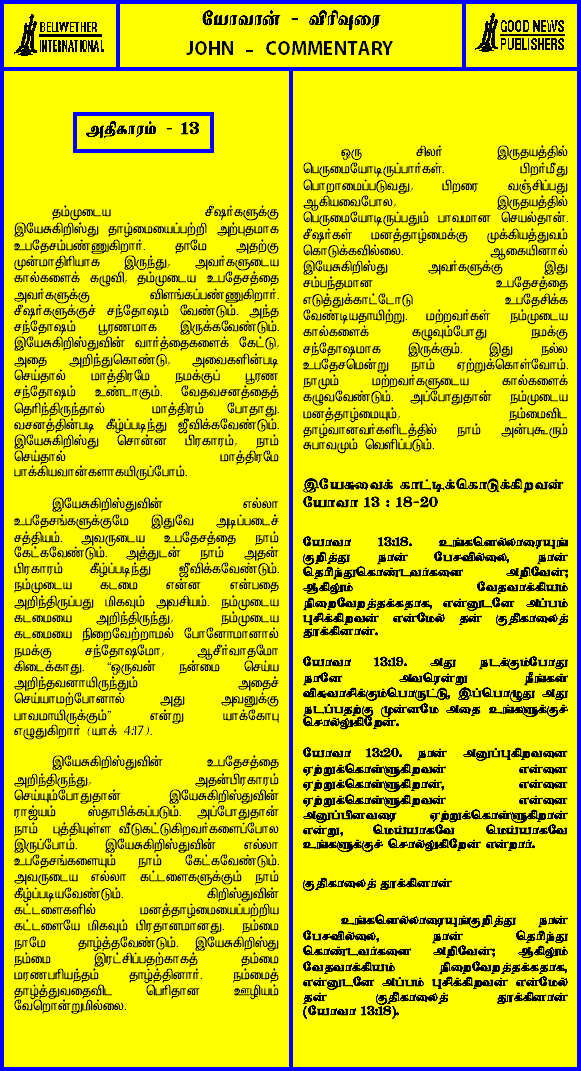 BELLWETHER
INTERNATIONAL
யோவான் - விரிவுரை
JOHN - COMMENTARY
GOOD NEWS
PUBLISHERS
அதிகாரம் - 13
தம்முடைய சீஷர்களுக்கு
இயேசுகிறிஸ்து தாழ்மையைப்பற்றி அற்புதமாக
உபதேசம்பண்ணுகிறார். தாமே அதற்கு
முன்மாதிரியாக இருந்து, அவர்களுடைய
கால்களைக் கழுவி, தம்முடைய உபதேசத்தை
அவர்களுக்கு விளங்கப்பண்ணுகிறார்.
சீஷர்களுக்குச் சந்தோஷம் வேண்டும். அந்த
சந்தோஷம் பூரணமாக இருக்கவேண்டும்.
இயேசுகிறிஸ்துவின் வார்த்தைகளைக் கேட்டு,
அதை அறிந்துகொண்டு, அவைகளின்படி
செய்தால் மாத்திரமே நமக்குப் பூரண
சந்தோஷம் உண்டாகும். வேதவசனத்தைத்
தெரிந்திருந்தால் மாத்திரம் போதாது.
வசனத்தின்படி கீழ்ப்படிந்து ஜீவிக்கவேண்டும்.
இயேசுகிறிஸ்து சொன்ன பிரகாரம், நாம்
செய்தால் மாத்திரமே
பாக்கியவான்களாகயிருப்போம்.
இயேசுகிறிஸ்துவின் எல்லா
உபதேசங்களுக்குமே இதுவே அடிப்படைச்
சத்தியம். அவருடைய உபதேசத்தை நாம்
கேட்கவேண்டும். அத்துடன் நாம் அதன்
பிரகாரம் கீழ்ப்படிந்து ஜீவிக்கவேண்டும்.
நம்முடைய கடமை என்ன என்பதை
அறிந்திருப்பது மிகவும் அவசியம். நம்முடைய
கடமையை அறிந்திருந்து, நம்முடைய
கடமையை நிறைவேற்றாமல் போனோமானால்
நமக்கு சந்தோஷமோ, ஆசீர்வாதமோ
கிடைக்காது. "ஒருவன் நன்மை செய்ய
அறிந்தவனாயிருந்தும் அதைச்
செய்யாமற்போனால் அது அவனுக்கு
பாவமாயிருக்கும்" என்று யாக்கோபு
எழுதுகிறார் (யாக் 4:17).
இயேசுகிறிஸ்துவின் உபதேசத்தை
அறிந்திருந்து, அதன்பிரகாரம்
செய்யும்போதுதான் இயேசுகிறிஸ்துவின்
ராஜ்யம் ஸ்தாபிக்கப்படும். அப்போதுதான்
நாம் புத்தியுள்ள வீடுகட்டுகிறவர்களைப்போல
இருப்போம். இயேசுகிறிஸ்துவின் எல்லா
உபதேசங்களையும் நாம் கேட்கவேண்டும்.
அவருடைய எல்லா கட்டளைகளுக்கும் நாம்
கீழ்ப்படியவேண்டும். கிறிஸ்துவின்
கட்டளைகளில் மனத்தாழ்மையைப்பற்றிய
கட்டளையே மிகவும் பிரதானமானது. நம்மை
நாமே தாழ்த்தவேண்டும். இயேசுகிறிஸ்து
நம்மை இரட்சிப்பதற்காகத் தம்மை
மரணபரியந்தம் தாழ்த்தினார். நம்மைத்
தாழ்த்துவதைவிட பெரிதான ஊழியம்
வேறொன்றுமில்லை.
ஒரு சிலர் இருதயத்தில்
பெருமையோடிருப்பார்கள். பிறர்மீது
பொறாமைப்படுவது, பிறரை வஞ்சிப்பது
ஆகியவைபோல, இருதயத்தில்
பெருமையோடிருப்பதும் பாவமான செயல்தான்.
சீஷர்கள் மனத்தாழ்மைக்கு முக்கியத்துவம்
கொடுக்கவில்லை. ஆகையினால்
இயேசுகிறிஸ்து அவர்களுக்கு இது
சம்பந்தமான உபதேசத்தை
எடுத்துக்காட்டோடு உபதேசிக்க
வேண்டியதாயிற்று. மற்றவர்கள் நம்முடைய
கால்களைக் கழுவும்போது நமக்கு
சந்தோஷமாக இருக்கும். இது நல்ல
உபதேசமென்று நாம் ஏற்றுக்கொள்வோம்.
நாமும் மற்றவர்களுடைய கால்களைக்
கழுவவேண்டும். அப்போதுதான் நம்முடைய
மனத்தாழ்மையும், நம்மைவிட
தாழ்வானவர்களிடத்தில் நாம் அன்புகூரும்
சுபாவமும் வெளிப்படும்.
இயேசுவைக் காட்டிக்கொடுக்கிறவன்
யோவா 13 : 18-20
யோவா 13:18. உங்களெல்லாரையுங்
குறித்து நான் பேசவில்லை, நான்
தெரிந்துகொண்டவர்களை அறிவேன்;
ஆகிலும் வேதவாக்கியம்
நிறைவேறத்தக்கதாக, என்னுடனே அப்பம்
புசிக்கிறவன் என்மேல் தன் குதிகாலைத்
தூக்கினான்.
யோவா 13:19. அது நடக்கும்போது
நானே அவரென்று நீங்கள்
விசுவாசிக்கும்பொருட்டு, இப்பொழுது அது
நடப்பதற்கு முன்னமே அதை உங்களுக்குச்
சொல்லுகிறேன்.
யோவா 13:20. நான் அனுப்புகிறவனை
ஏற்றுக்கொள்ளுகிறவன் என்னை
ஏற்றுக்கொள்ளுகிறான், என்னை
ஏற்றுக்கொள்ளுகிறவன் என்னை
அனுப்பினவரை ஏற்றுக்கொள்ளுகிறான்
என்று, மெய்யாகவே மெய்யாகவே
உங்களுக்குச் சொல்லுகிறேன் என்றார்.
குதிகாலைத் தூக்கினான்
உங்களெல்லாரையுங்குறித்து நான்
பேசவில்லை, நான் தெரிந்து
கொண்டவர்களை அறிவேன்; ஆகிலும்
வேதவாக்கியம் நிறைவேறத்தக்கதாக,
என்னுடனே அப்பம் புசிக்கிறவன் என்மேல்
தன் குதிகாலைத் தூக்கினான்
(யோவா 13:18).